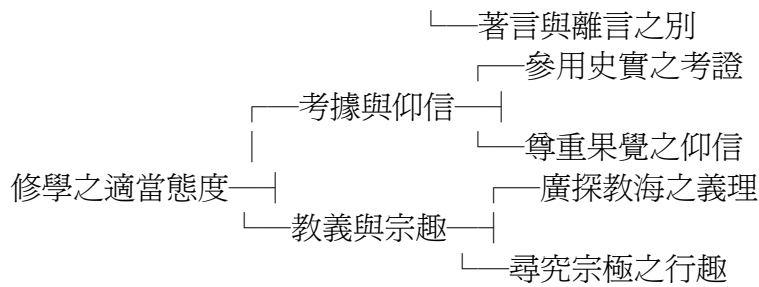 著言與離言之別
參用史實之考證
考據與仰信
尊重果覺之仰信
修學之適當態度
廣探教海之義理
教義與宗趣
尋究宗極之行趣